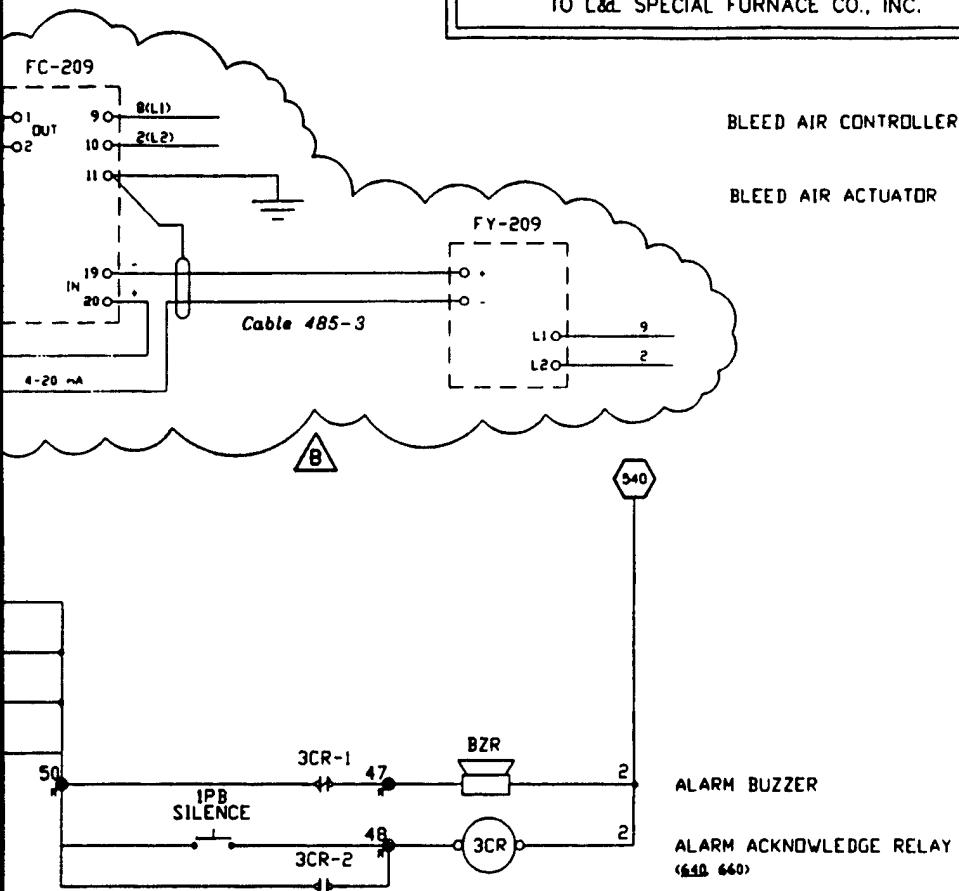 TO L&L SPECIAL FURNACE CO., INC.
FC-209
1
OUT
2
9
8(L1)
10
2(L2)
11
BLEED AIR CONTROLLER
BLEED AIR ACTUATOR
FY-209
19
-
IN
20
+
+
-
Cable 485-3
L1
9
L2
2
4-20 mA
B
540
50
3CR-1
47
BZR
2
ALARM BUZZER
1PB
SILENCE
48
3CR
2
ALARM ACKNOWLEDGE RELAY
(640, 660)
3CR-2